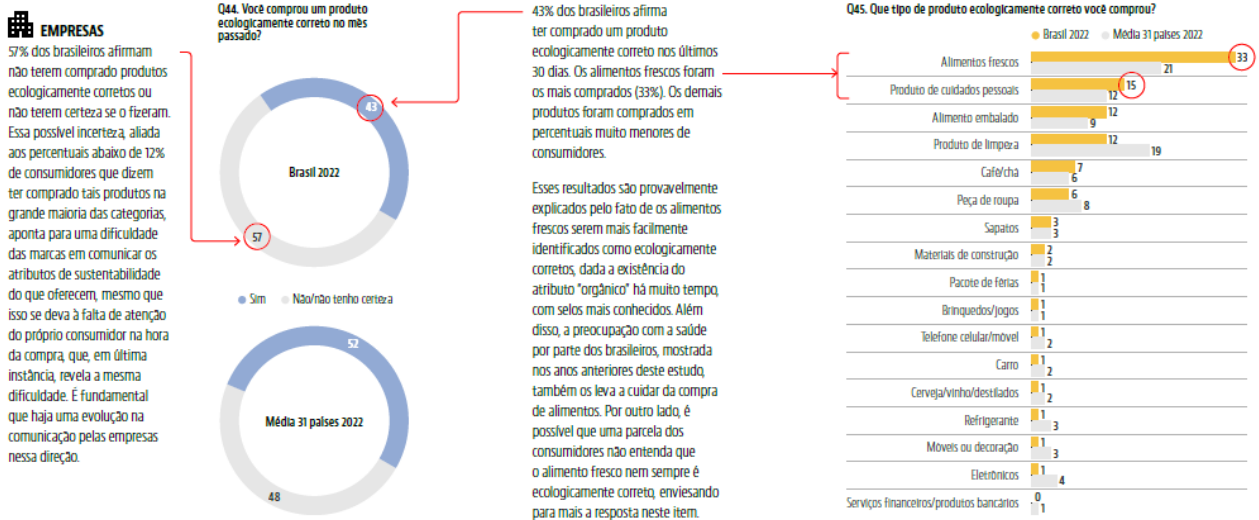 EMPRESAS
57% dos brasileiros afirmam
não terem comprado produtos
ecologicamente corretos ou
não terem certeza se o fizeram.
Essa possível incerteza, aliada
aos percentuais abaixo de 12%
de consumidores que dizem
ter comprado tais produtos na
grande maioria das categorias,
aponta para uma dificuldade
das marcas em comunicar os
atributos de sustentabilidade
do que oferecem, mesmo que
isso se deva à falta de atenção
do próprio consumidor na hora
da compra, que, em última
instância, revela a mesma
dificuldade. É fundamental
que haja uma evolução na
comunicação pelas empresas
nessa direção.
Q44. Você comprou um produto
ecologicamente correto no mês
passado?
43
Brasil 2022
57
Sim Não/não tenho certeza
52
Média 31 países 2022
48
43% dos brasileiros afirma
ter comprado um produto
ecologicamente correto nos últimos
30 dias. Os alimentos frescos foram
os mais comprados (33%). Os demais
produtos foram comprados em
percentuais muito menores de
consumidores.
Esses resultados são provavelmente
explicados pelo fato de os alimentos
frescos serem mais facilmente
identificados como ecologicamente
corretos, dada a existência do
atributo "orgânico" há muito tempo,
com selos mais conhecidos. Além
disso, a preocupação com a saúde
por parte dos brasileiros, mostrada
nos anos anteriores deste estudo,
também os leva a cuidar da compra
de alimentos. Por outro lado, é
possível que uma parcela dos
consumidores não entenda que
o alimento fresco nem sempre é
ecologicamente correto, enviesando
para mais a resposta neste item.
Q45. Que tipo de produto ecologicamente correto você comprou?
Brasil 2022 Média 31 países 2022
Alimentos frescos 33
21
Produto de cuidados pessoais 15
12
Alimento embalado 12
9
Produto de limpeza 12
19
Café/chá 7
6
Peça de roupa 6
8
Sapatos 3
3
Materiais de construção 2
2
Pacote de férias 1
1
Brinquedos/jogos 1
1
Telefone celular/móvel 1
2
Carro 1
2
Cerveja/vinho/destilados 1
2
Refrigerante 1
3
Móveis ou decoração 1
3
Eletrônicos 1
4
Serviços financeiros/produtos bancários 0
1